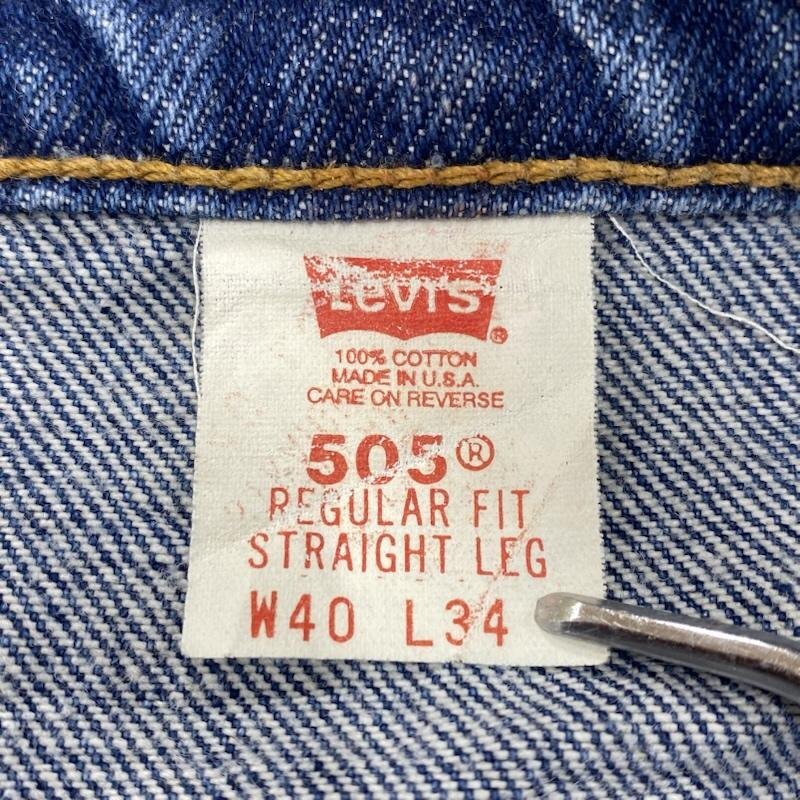 Levi's ®
100% COTTON
MADE IN U.S.A.
CARE ON REVERSE
505®
REGULAR FIT
STRAIGHT LEG
W40 L34